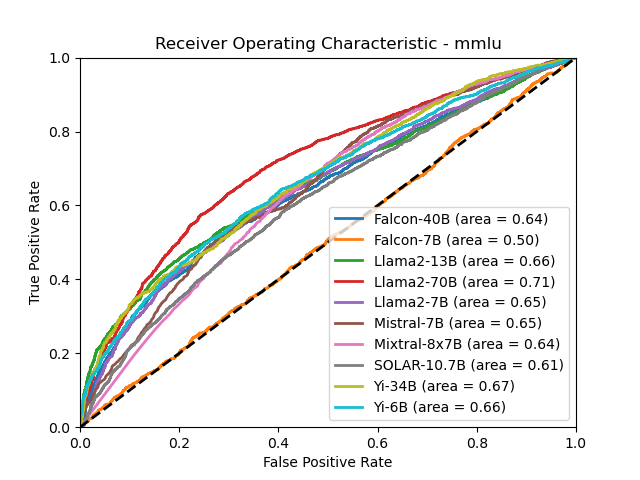 Receiver Operating Characteristic - mmlu
1.0
0.8
0.6
0.4
0.2
0.0
True Positive Rate
Falcon-40B (area = 0.64)
Falcon-7B (area = 0.50)
Llama2-13B (area = 0.66)
Llama2-70B (area = 0.71)
Llama2-7B (area = 0.65)
Mistral-7B (area = 0.65)
Mixtral-8x7B (area = 0.64)
SOLAR-10.7B (area = 0.61)
Yi-34B (area = 0.67)
Yi-6B (area = 0.66)
0.0 0.2 0.4 0.6 0.8 1.0
False Positive Rate